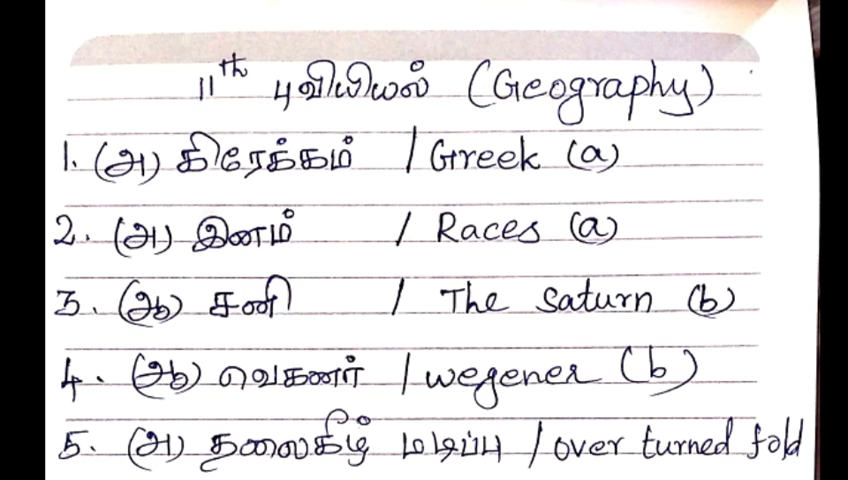 11th புவியியல் (Geography)
1. (அ) கிரேக்கம் / Greek (a)
2. (அ) இனம் / Races (a)
3. (ஆ) சனி / The Saturn (b)
4. (ஆ) வெகனர் / wegener (b)
5. (அ) தலைகீழ் மடிப்பு / over turned fold